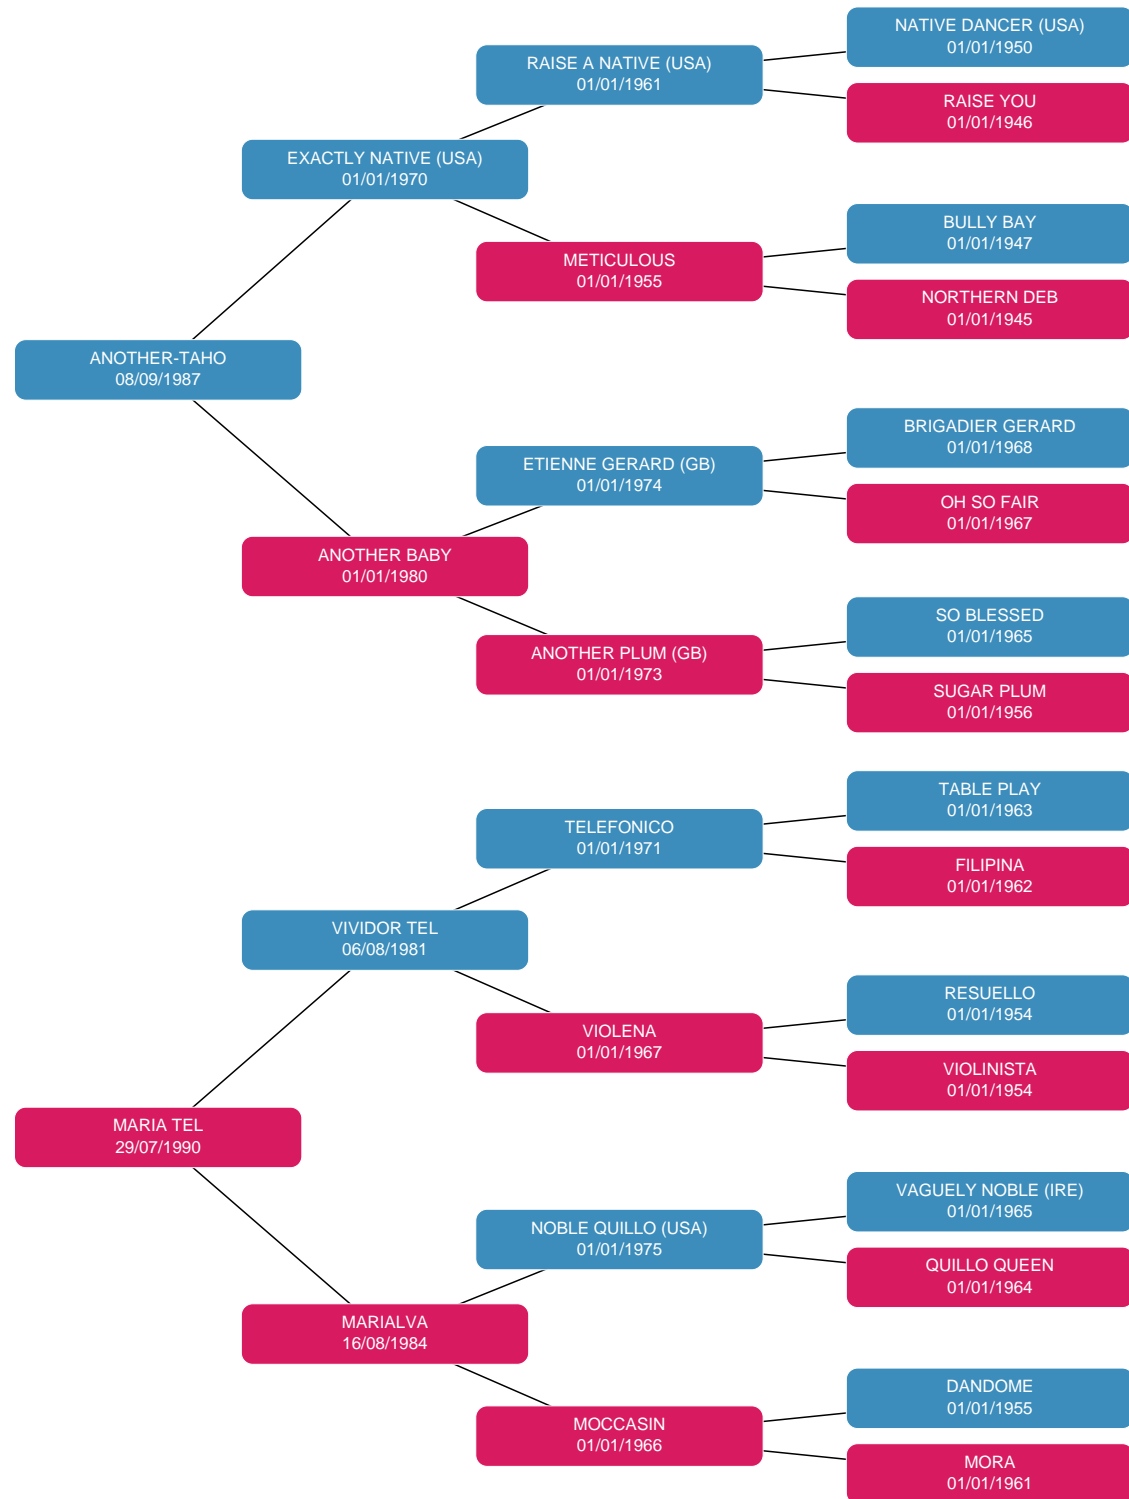 NATIVE DANCER (USA)
01/01/1950
RAISE A NATIVE (USA)
01/01/1961
RAISE YOU
01/01/1946
EXACTLY NATIVE (USA)
01/01/1970
BULLY BAY
01/01/1947
METICULOUS
01/01/1955
NORTHERN DEB
01/01/1945
ANOTHER-TAHO
08/09/1987
BRIGADIER GERARD
01/01/1968
ETIENNE GERARD (GB)
01/01/1974
OH SO FAIR
01/01/1967
ANOTHER BABY
01/01/1980
SO BLESSED
01/01/1965
ANOTHER PLUM (GB)
01/01/1973
SUGAR PLUM
01/01/1956
TABLE PLAY
01/01/1963
TELEFONICO
01/01/1971
FILIPINA
01/01/1962
VIVIDOR TEL
06/08/1981
RESUELLO
01/01/1954
VIOLENA
01/01/1967
VIOLINISTA
01/01/1954
MARIA TEL
29/07/1990
VAGUELY NOBLE (IRE)
01/01/1965
NOBLE QUILLO (USA)
01/01/1975
QUILLO QUEEN
01/01/1964
MARIALVA
16/08/1984
DANDOME
01/01/1955
MOCCASIN
01/01/1966
MORA
01/01/1961